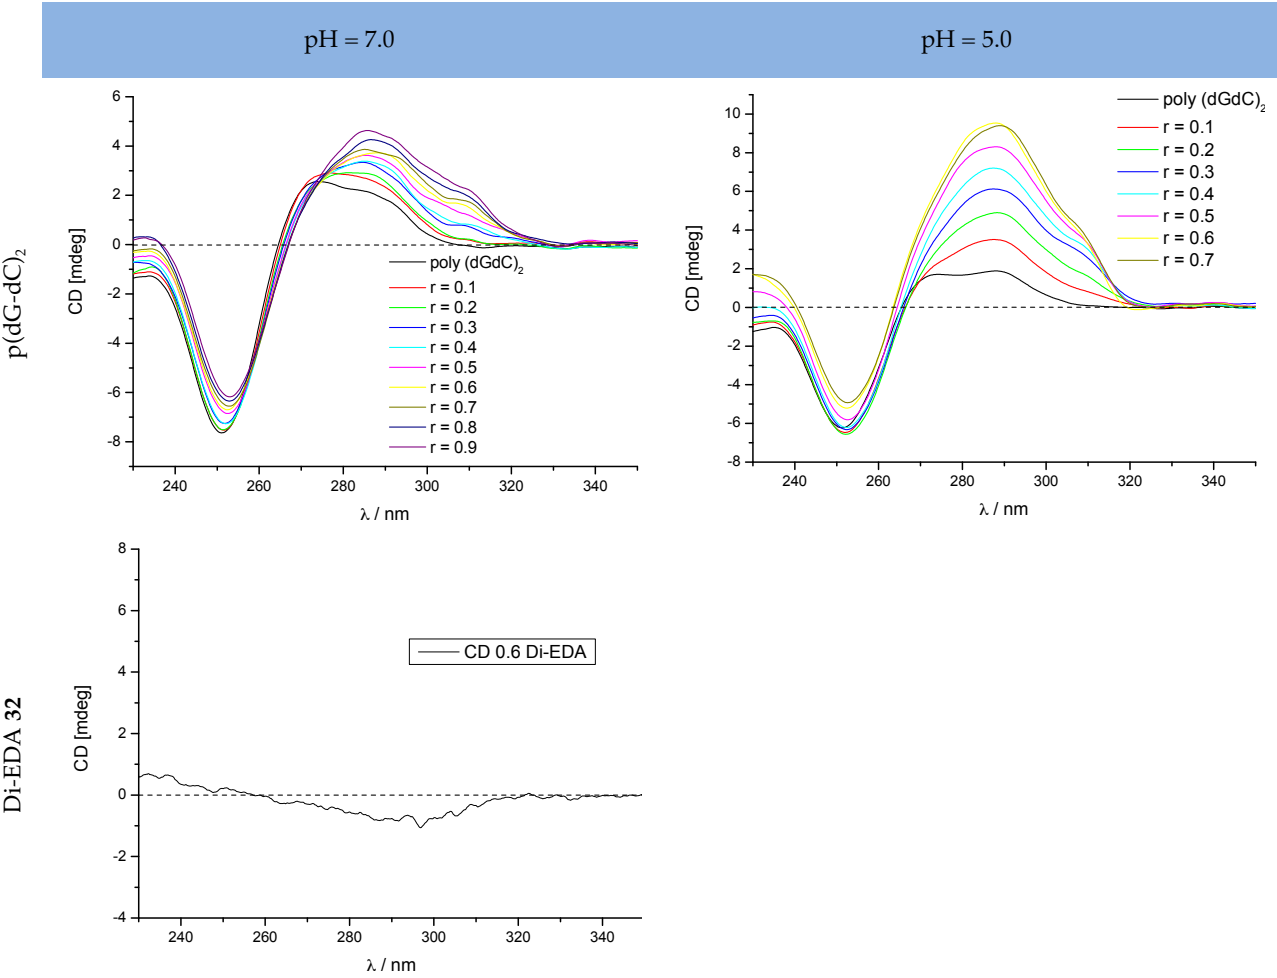 pH = 7.0
pH = 5.0
p(dG-dC)2
CD [mdeg]
6
4
2
0
-2
-4
-6
-8
poly (dGdC)2
r = 0.1
r = 0.2
r = 0.3
r = 0.4
r = 0.5
r = 0.6
r = 0.7
r = 0.8
r = 0.9
240
260
280
300
320
340
λ / nm
CD [mdeg]
10
8
6
4
2
0
-2
-4
-6
-8
poly (dGdC)2
r = 0.1
r = 0.2
r = 0.3
r = 0.4
r = 0.5
r = 0.6
r = 0.7
240
260
280
300
320
340
λ / nm
Di-EDA 32
CD [mdeg]
8
6
4
2
0
-2
-4
CD 0.6 Di-EDA
240
260
280
300
320
340
λ / nm